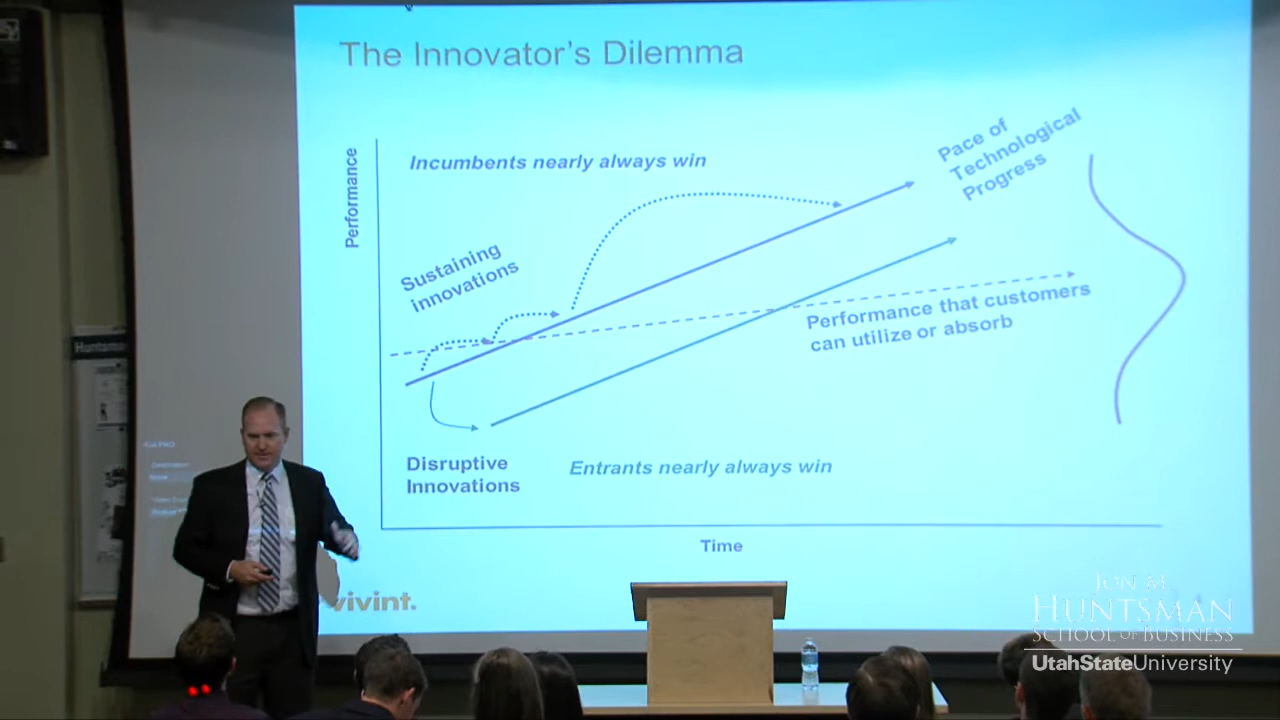 The Innovator's Dilemma
Performance
Incumbents nearly always win
Pace of
Technological
Progress
Sustaining
innovations
Performance that customers
can utilize or absorb
Disruptive
Innovations
Entrants nearly always win
Time
vivint.
JON M.
HUNTSMAN
SCHOOL OF BUSINESS
UtahStateUniversity